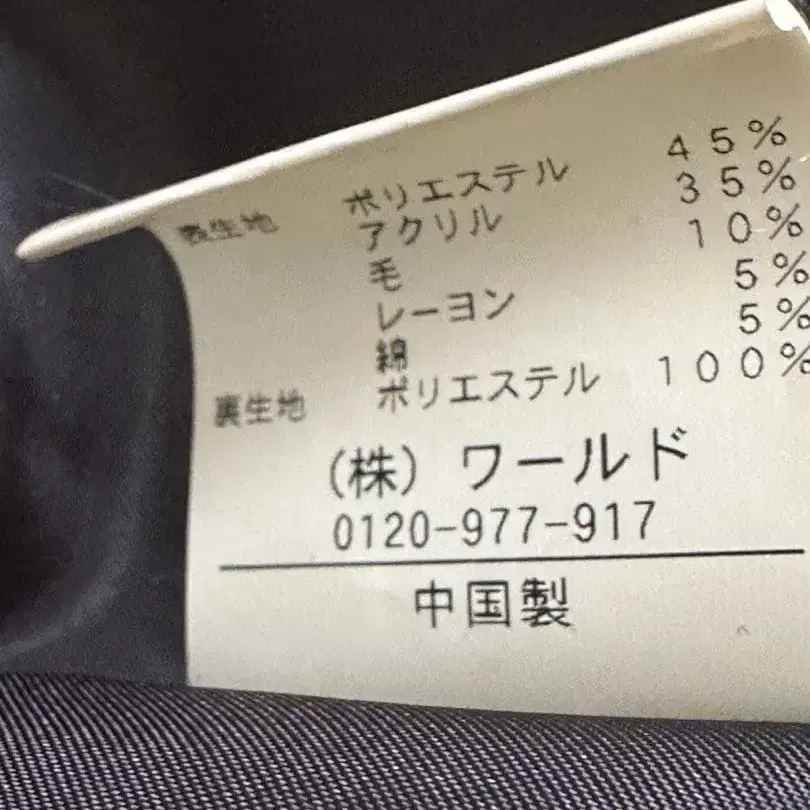 表生地 ポリエステル 45%
アクリル 35%
毛 10%
レーヨン 5%
綿 5%
裏生地 ポリエステル 100%
(株) ワールド
0120-977-917
中国製